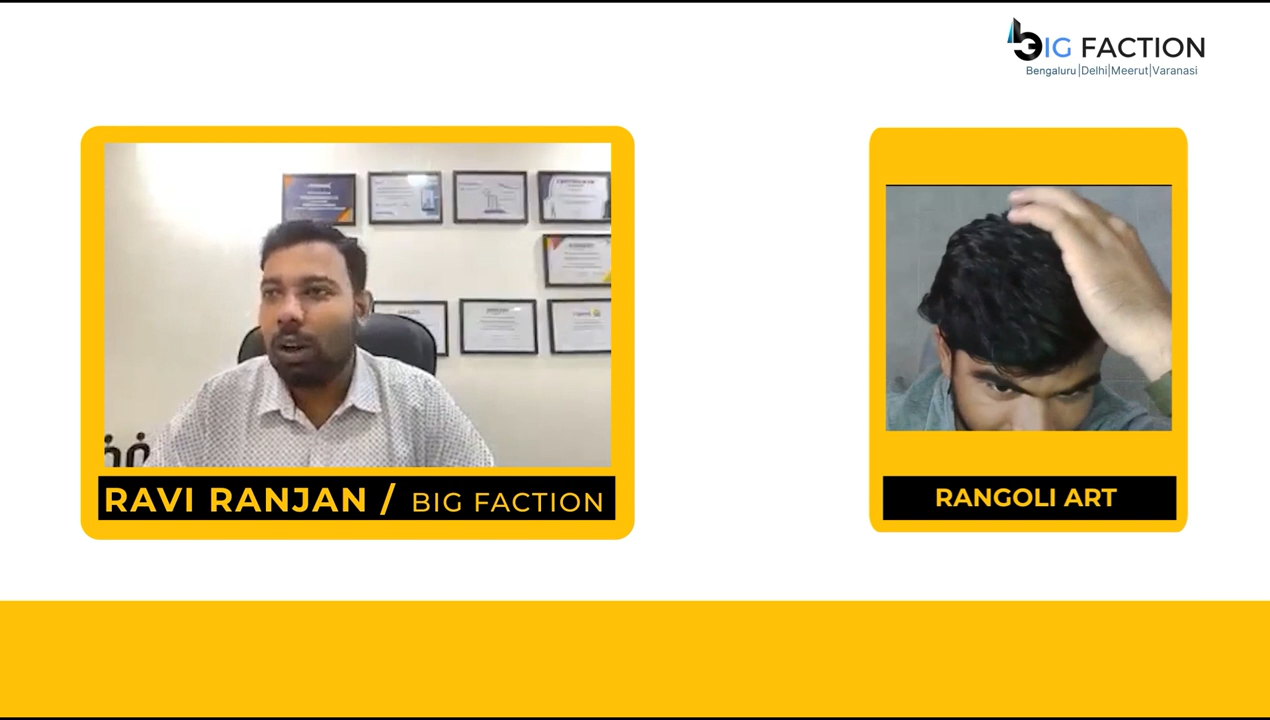 BIG FACTION
Bengaluru|Delhi|Meerut|Varanasi
RAVI RANJAN / BIG FACTION
RANGOLI ART